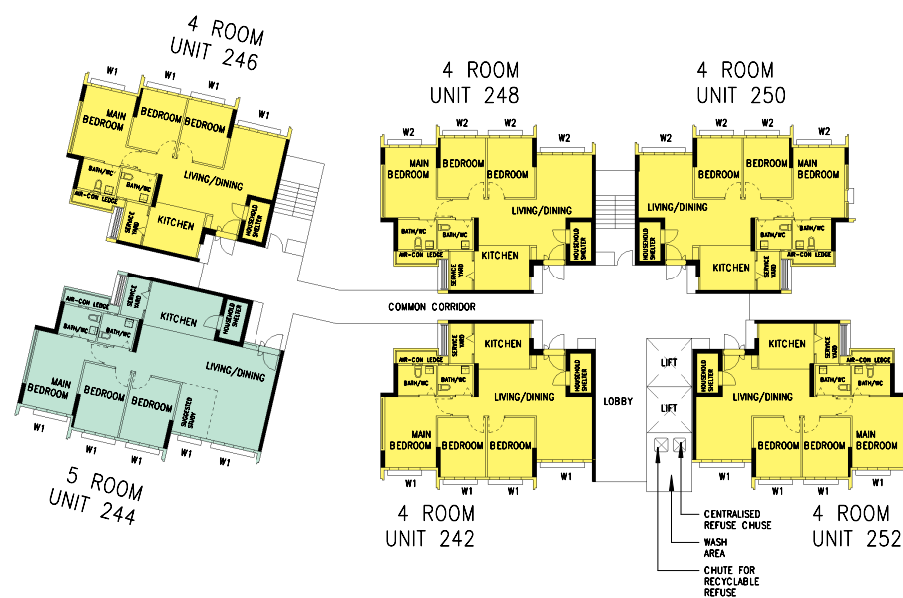 4 ROOM
UNIT 246
W1
W1
W1
W1
MAIN
BEDROOM
BEDROOM
BEDROOM
BATH/WC
BATH/WC
LIVING/DINING
AIR-CON LEDGE
SERVICE
YARD
KITCHEN
HOUSEHOLD
SHELTER
4 ROOM
UNIT 248
W2
W2
W2
W2
MAIN
BEDROOM
BEDROOM
BEDROOM
LIVING/DINING
BATH/WC
BATH/WC
AIR-CON LEDGE
SERVICE
YARD
KITCHEN
HOUSEHOLD
SHELTER
4 ROOM
UNIT 250
W2
W2
W2
W2
BEDROOM
BEDROOM
MAIN
BEDROOM
LIVING/DINING
HOUSEHOLD
SHELTER
BATH/WC
BATH/WC
AIR-CON LEDGE
KITCHEN
SERVICE
YARD
COMMON CORRIDOR
AIR-CON LEDGE
SERVICE
YARD
BATH/WC
BATH/WC
KITCHEN
HOUSEHOLD
SHELTER
LIVING/DINING
MAIN
BEDROOM
BEDROOM
BEDROOM
SUGGESTED
STUDY
W1
W1
W1
W1
W1
5 ROOM
UNIT 244
AIR-CON LEDGE
SERVICE
YARD
KITCHEN
BATH/WC
BATH/WC
HOUSEHOLD
SHELTER
LIVING/DINING
MAIN
BEDROOM
BEDROOM
BEDROOM
W1
W1
W1
W1
4 ROOM
UNIT 242
LOBBY
LIFT
LIFT
HOUSEHOLD
SHELTER
KITCHEN
SERVICE
YARD
AIR-CON LEDGE
BATH/WC
BATH/WC
LIVING/DINING
BEDROOM
BEDROOM
MAIN
BEDROOM
W1
W1
W1
W1
4 ROOM
UNIT 252
CENTRALISED
REFUSE CHUSE
WASH
AREA
CHUTE FOR
RECYCLABLE
REFUSE